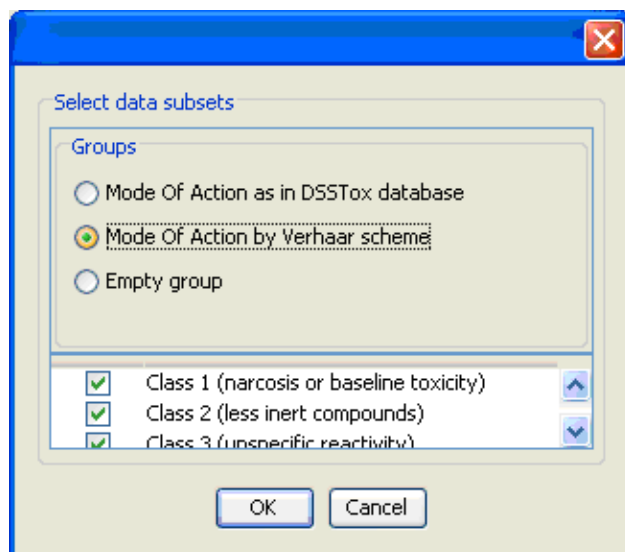 Select data subsets
Groups
Mode Of Action as in DSSTox database
Mode Of Action by Verhaar scheme
Empty group
Class 1 (narcosis or baseline toxicity)
Class 2 (less inert compounds)
Class 3 (unspecific reactivity)
OK Cancel